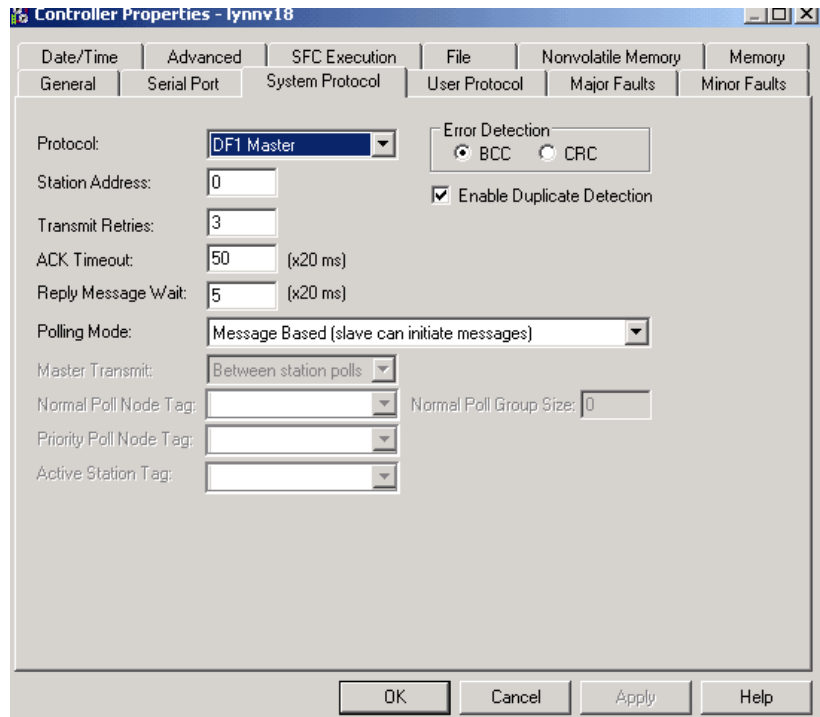 Controller Properties - lynnv18
Date/Time Advanced SFC Execution File Nonvolatile Memory Memory
General Serial Port System Protocol User Protocol Major Faults Minor Faults
Protocol: DF1 Master
Error Detection
BCC CRC
Station Address: 0
Enable Duplicate Detection
Transmit Retries: 3
ACK Timeout: 50 (x20 ms)
Reply Message Wait: 5 (x20 ms)
Polling Mode: Message Based (slave can initiate messages)
Master Transmit: Between station polls
Normal Poll Node Tag: Normal Poll Group Size: 0
Priority Poll Node Tag:
Active Station Tag:
OK Cancel Apply Help